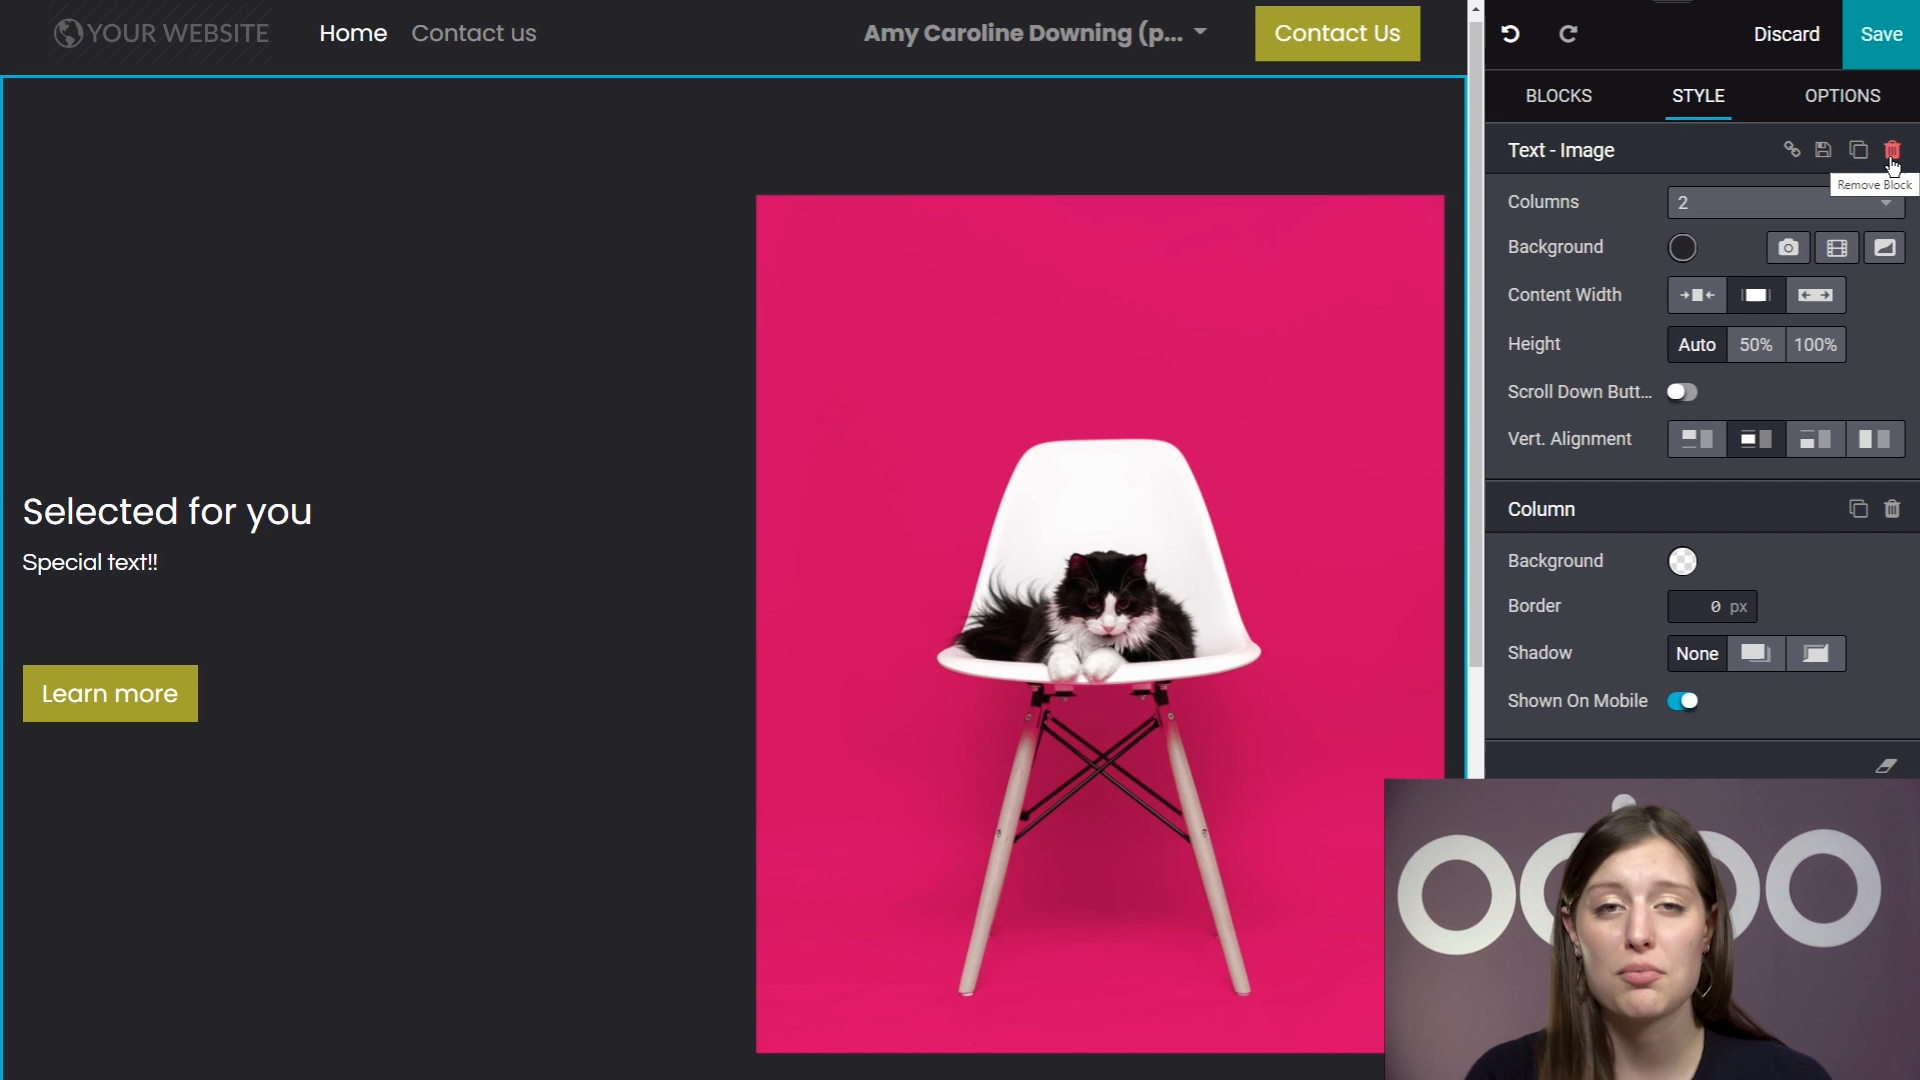 YOUR WEBSITE
Home
Contact us
Amy Caroline Downing (p...
Contact Us
Discard
Save
BLOCKS
STYLE
OPTIONS
Text - Image
Remove Block
Columns
2
Background
Content Width
Height
Auto
50%
100%
Scroll Down Butt...
Vert. Alignment
Column
Background
Border
0 px
Shadow
None
Shown On Mobile
Selected for you
Special text!!
Learn more
odoo